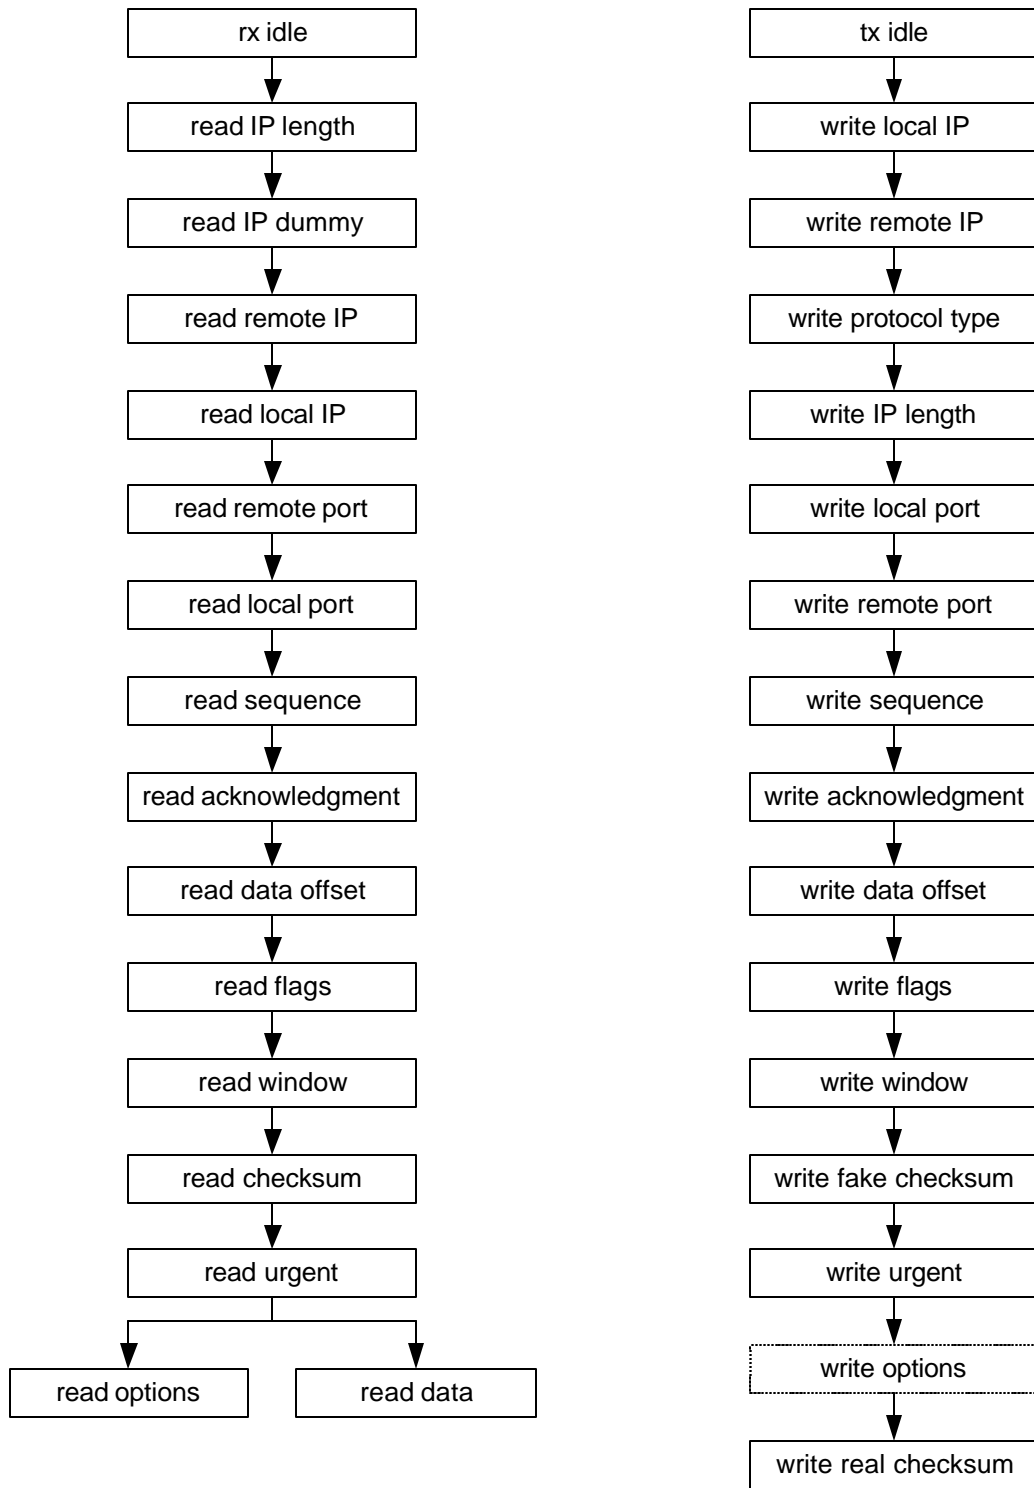 rx idle
read IP length
read IP dummy
read remote IP
read local IP
read remote port
read local port
read sequence
read acknowledgment
read data offset
read flags
read window
read checksum
read urgent
read options
read data
tx idle
write local IP
write remote IP
write protocol type
write IP length
write local port
write remote port
write sequence
write acknowledgment
write data offset
write flags
write window
write fake checksum
write urgent
write options
write real checksum